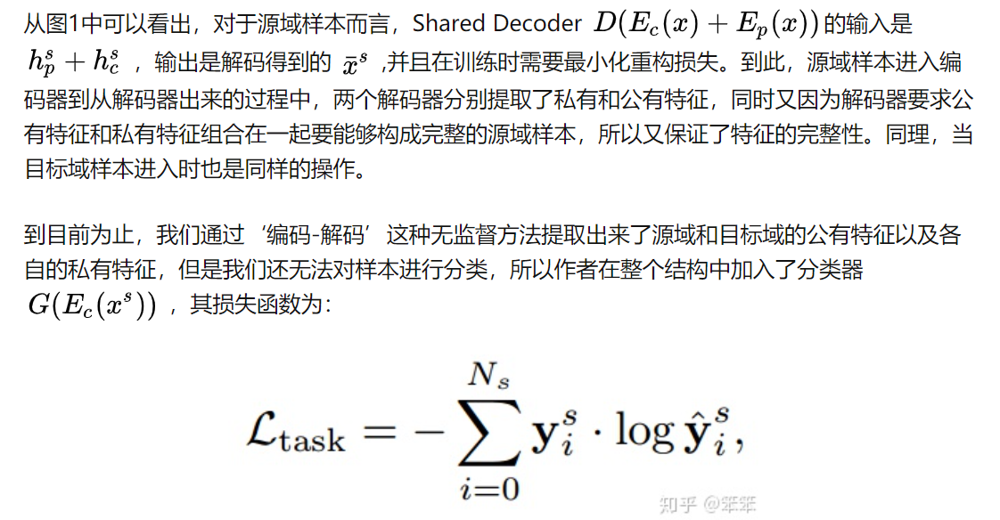 从图1中可以看出，对于源域样本而言，Shared Decoder D(E_c(x) + E_p(x))的输入是
h_p^s + h_c^s ，输出是解码得到的 x̄^s ,并且在训练时需要最小化重构损失。到此，源域样本进入编
码器到从解码器出来的过程中，两个解码器分别提取了私有和公有特征，同时又因为解码器要求公
有特征和私有特征组合在一起要能够构成完整的源域样本，所以又保证了特征的完整性。同理，当
目标域样本进入时也是同样的操作。
到目前为止，我们通过‘编码-解码’这种无监督方法提取出来了源域和目标域的公有特征以及各
自的私有特征，但是我们还无法对样本进行分类，所以作者在整个结构中加入了分类器
G(E_c(x^s)) ，其损失函数为：
L_task = − ∑_{i=0}^{N_s} y_i^s · log ŷ_i^s,
知乎 @笨笨